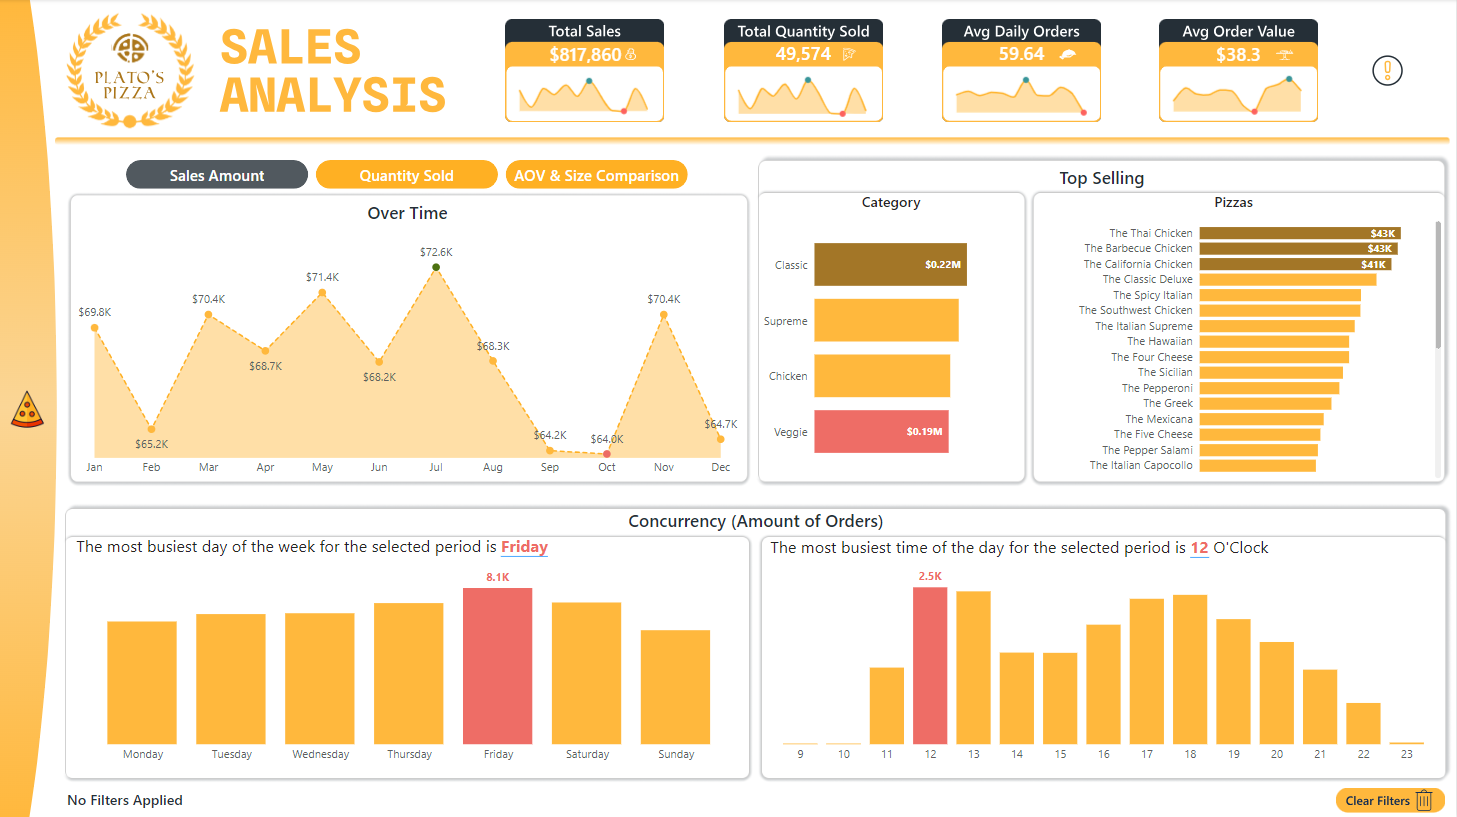 PLATO'S
PIZZA
SALES
ANALYSIS
Total Sales
$817,860
Total Quantity Sold
49,574
Avg Daily Orders
59.64
Avg Order Value
$38.3
Sales Amount
Quantity Sold
AOV & Size Comparison
Over Time
$69.8K
$65.2K
$70.4K
$68.7K
$71.4K
$68.2K
$72.6K
$68.3K
$64.2K
$64.0K
$70.4K
$64.7K
Jan Feb Mar Apr May Jun Jul Aug Sep Oct Nov Dec
Top Selling
Category
Classic $0.22M
Supreme
Chicken
Veggie $0.19M
Pizzas
The Thai Chicken $43K
The Barbecue Chicken $43K
The California Chicken $41K
The Classic Deluxe
The Spicy Italian
The Southwest Chicken
The Italian Supreme
The Hawaiian
The Four Cheese
The Sicilian
The Pepperoni
The Greek
The Mexicana
The Five Cheese
The Pepper Salami
The Italian Capocollo
Concurrency (Amount of Orders)
The most busiest day of the week for the selected period is Friday
8.1K
Monday Tuesday Wednesday Thursday Friday Saturday Sunday
The most busiest time of the day for the selected period is 12 O'Clock
2.5K
9 10 11 12 13 14 15 16 17 18 19 20 21 22 23
No Filters Applied
Clear Filters